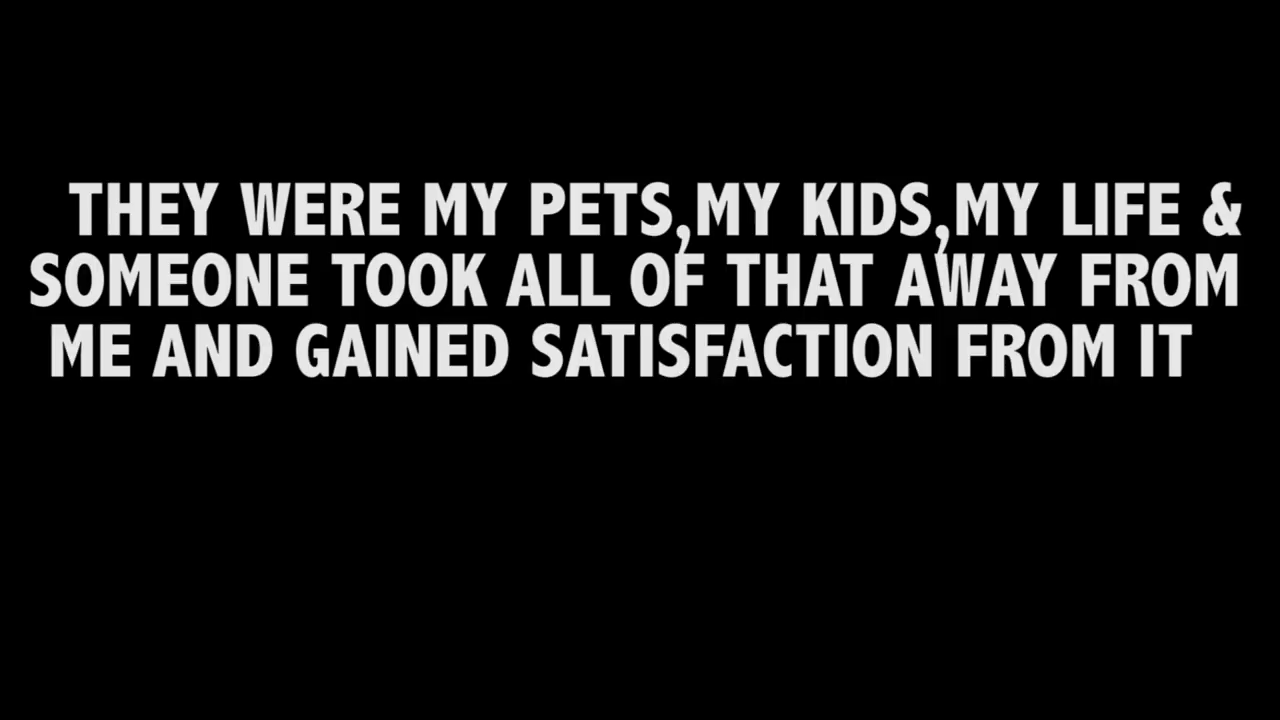 THEY WERE MY PETS,MY KIDS,MY LIFE &
SOMEONE TOOK ALL OF THAT AWAY FROM
ME AND GAINED SATISFACTION FROM IT